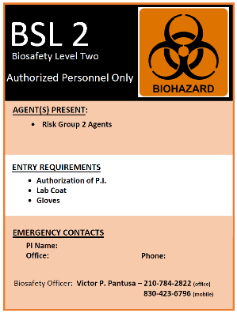 BSL 2
Biosafety Level Two
Authorized Personnel Only
BIOHAZARD
AGENT(S) PRESENT:
• Risk Group 2 Agents
ENTRY REQUIREMENTS
• Authorization of P.I.
• Lab Coat
• Gloves
EMERGENCY CONTACTS
PI Name:
Office: Phone:
Biosafety Officer: Victor P. Pantusa – 210-784-2822 (office)
830-423-6796 (mobile)